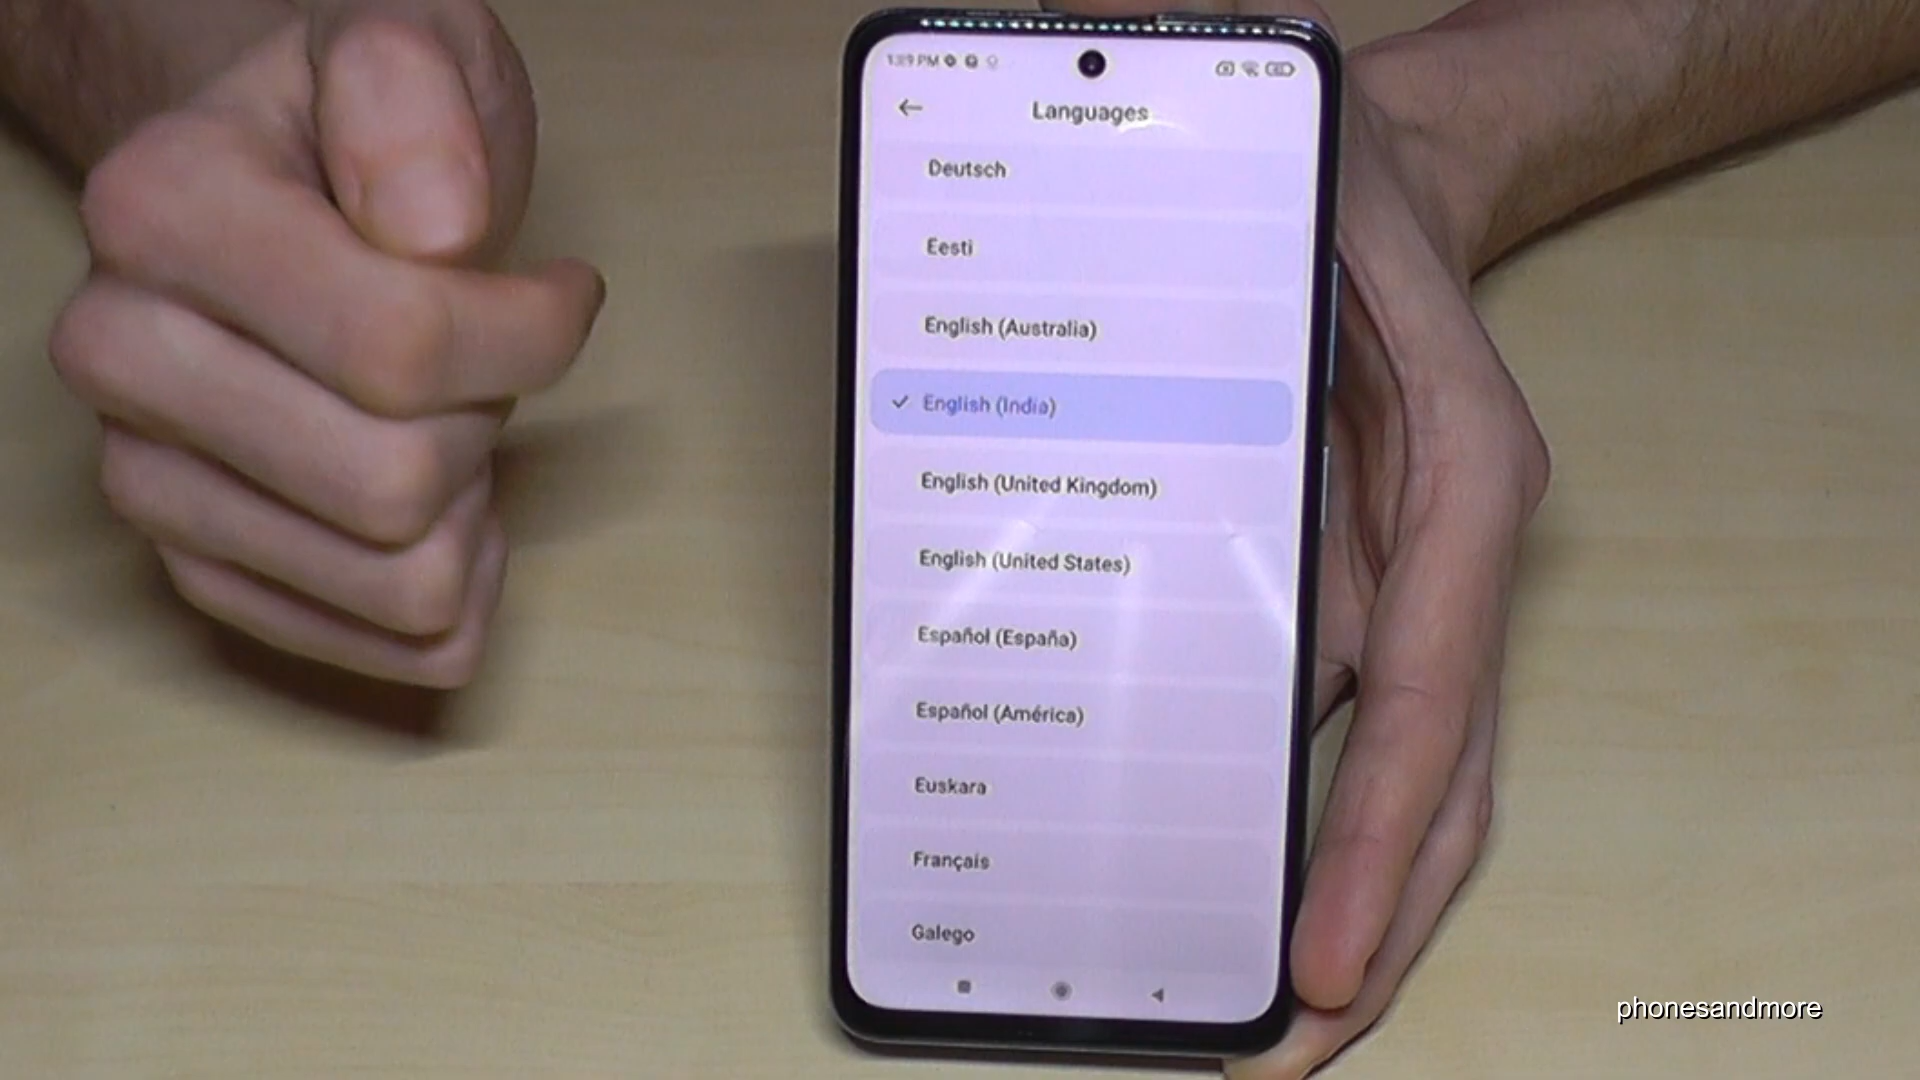 Languages
Deutsch
Eesti
English (Australia)
English (India)
English (United Kingdom)
English (United States)
Español (España)
Español (América)
Euskara
Français
Galego
phonesandmore